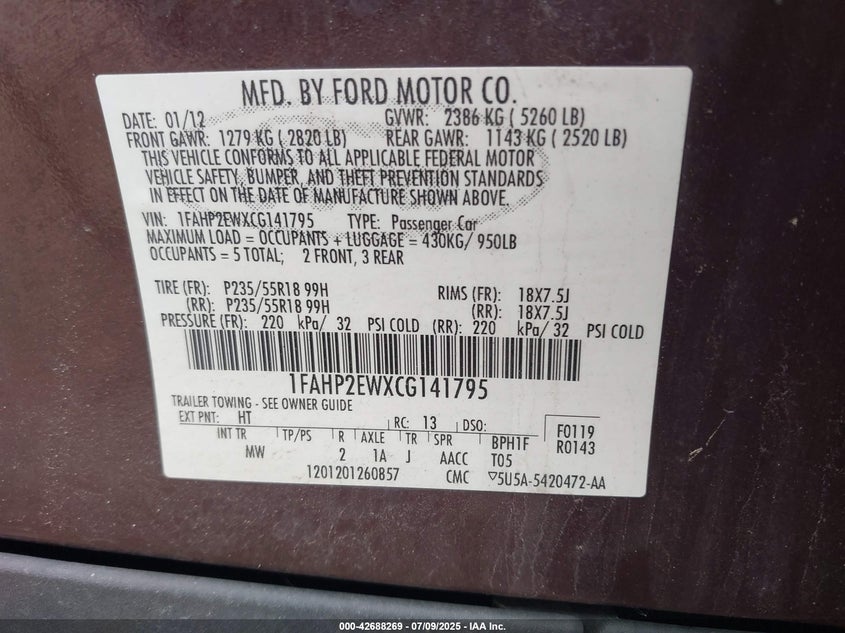 MFD. BY FORD MOTOR CO.
DATE: 01/12 GVWR: 2386 KG ( 5260 LB)
FRONT GAWR: 1279 KG ( 2820 LB) REAR GAWR: 1143 KG ( 2520 LB)
THIS VEHICLE CONFORMS TO ALL APPLICABLE FEDERAL MOTOR
VEHICLE SAFETY, BUMPER, AND THEFT PREVENTION STANDARDS
IN EFFECT ON THE DATE OF MANUFACTURE SHOWN ABOVE.
VIN: 1FAHP2EWXCG141795 TYPE: Passenger Car
MAXIMUM LOAD = OCCUPANTS + LUGGAGE = 430KG/ 950LB
OCCUPANTS = 5 TOTAL; 2 FRONT, 3 REAR
TIRE (FR): P235/55R18 99H RIMS (FR): 18X7.5J
(RR): P235/55R18 99H (RR): 18X7.5J
PRESSURE (FR): 220 kPa/ 32 PSI COLD (RR): 220 kPa/ 32 PSI COLD
1FAHP2EWXCG141795
TRAILER TOWING - SEE OWNER GUIDE
EXT PNT: HT RC: 13 DSO: F0119
INT TR TP/PS R AXLE TR SPR BPH1F R0143
MW 2 1A J AACC T05
1201201260857 CMC ▽5U5A-5420472-AA
000-42688269 - 07/09/2025 - IAA Inc.